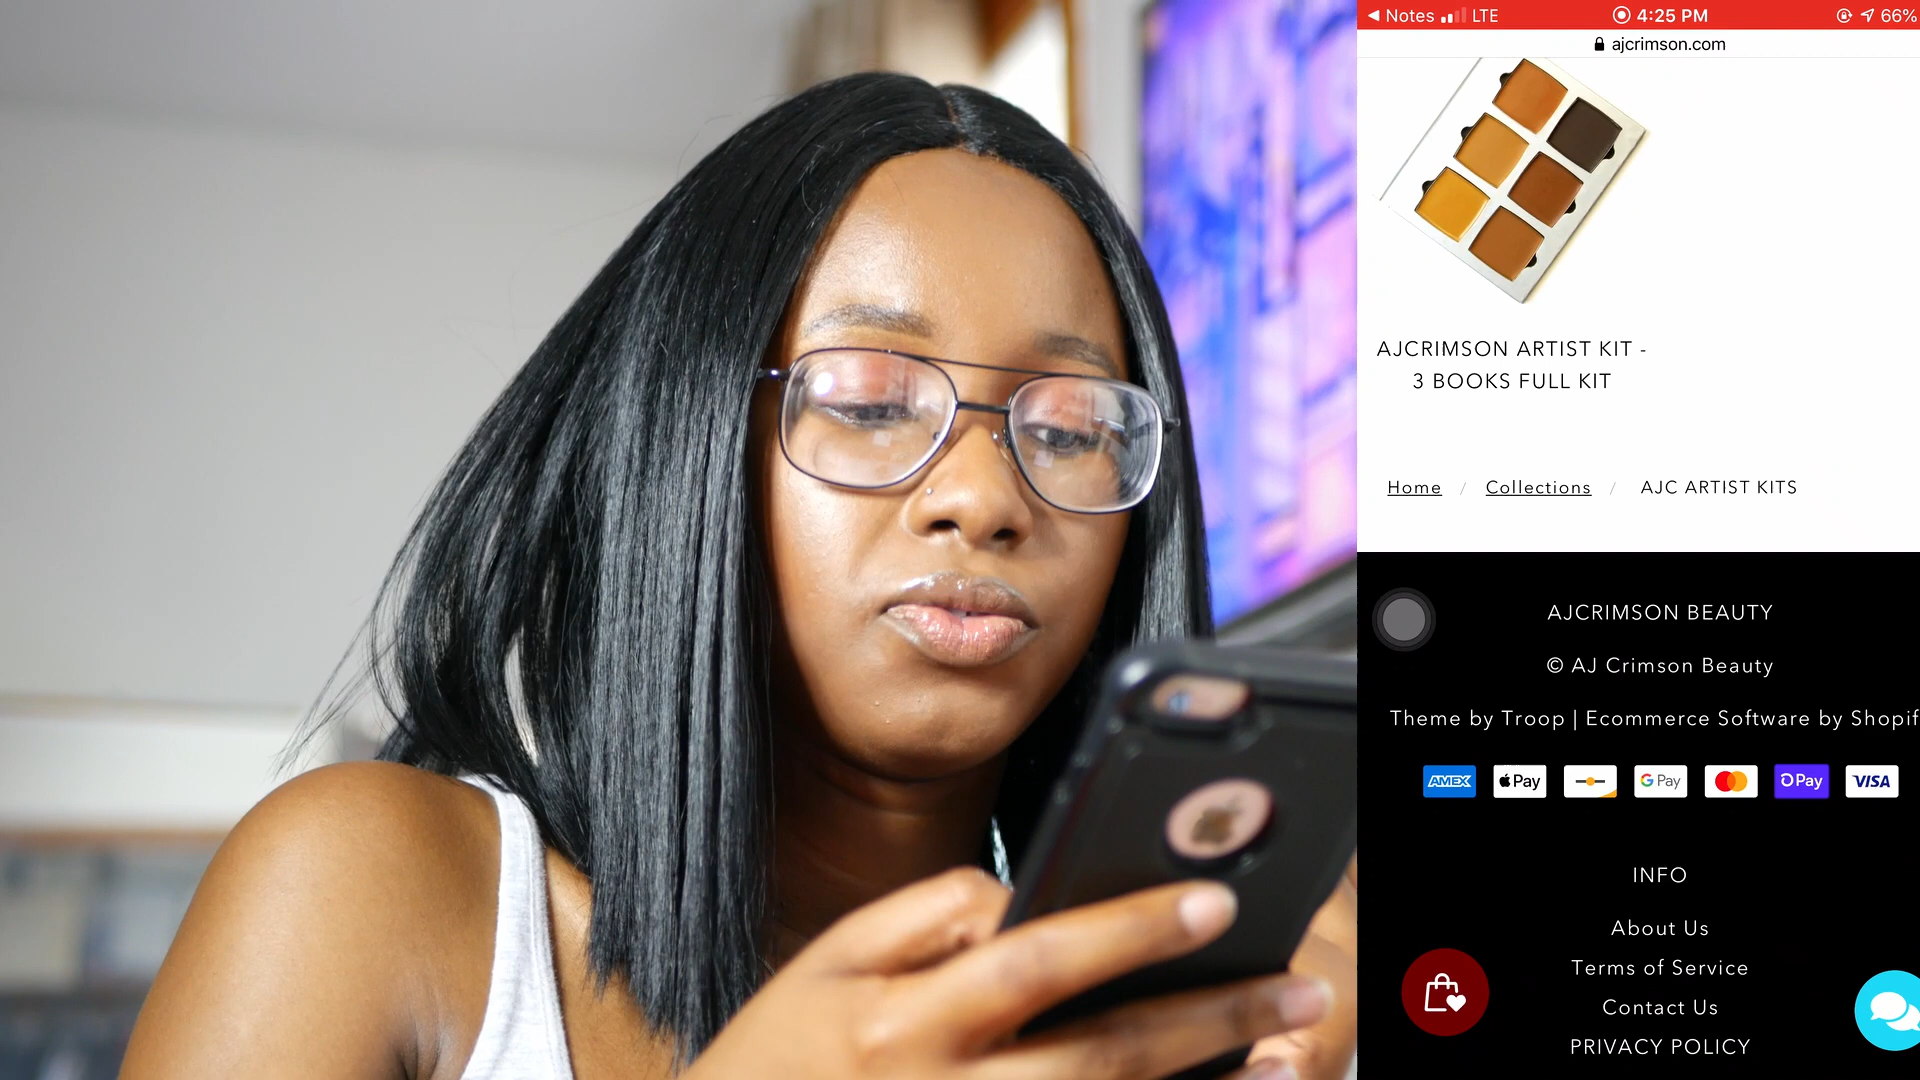 Notes LTE 4:25 PM 66%
ajcrimson.com
AJCRIMSON ARTIST KIT -
3 BOOKS FULL KIT
Home / Collections / AJC ARTIST KITS
AJCRIMSON BEAUTY
© AJ Crimson Beauty
Theme by Troop | Ecommerce Software by Shopif
AMEX Pay G Pay Pay VISA
INFO
About Us
Terms of Service
Contact Us
PRIVACY POLICY